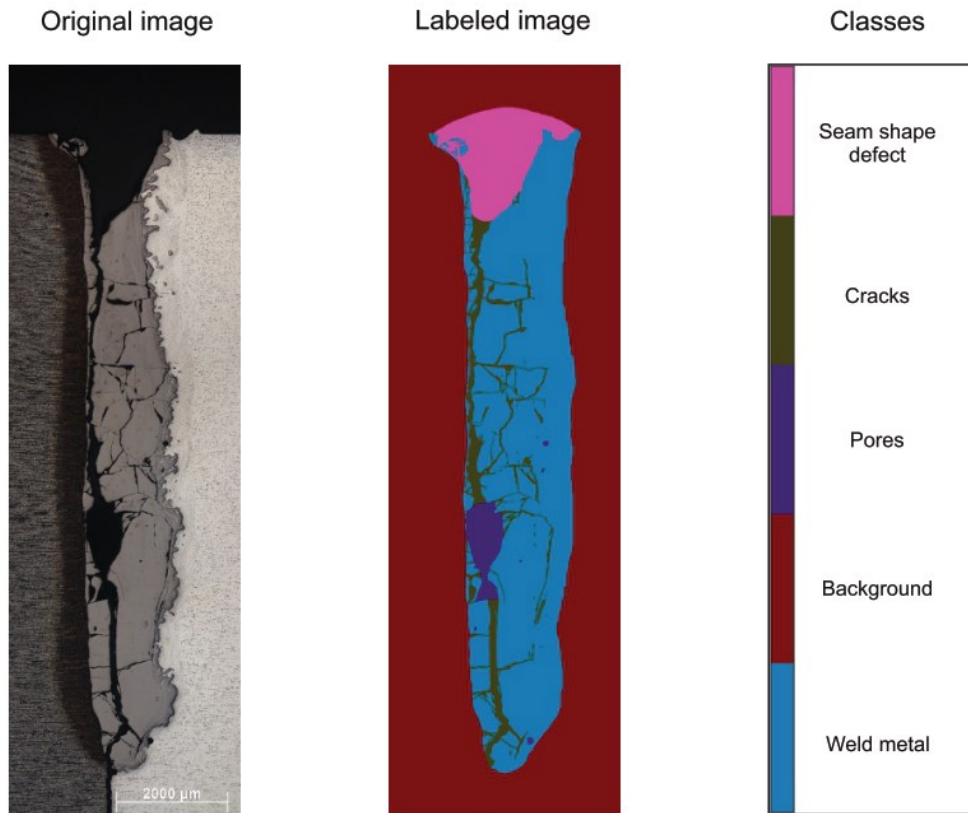 Original image
Labeled image
Classes
Seam shape
defect
Cracks
Pores
Background
Weld metal
2000 µm